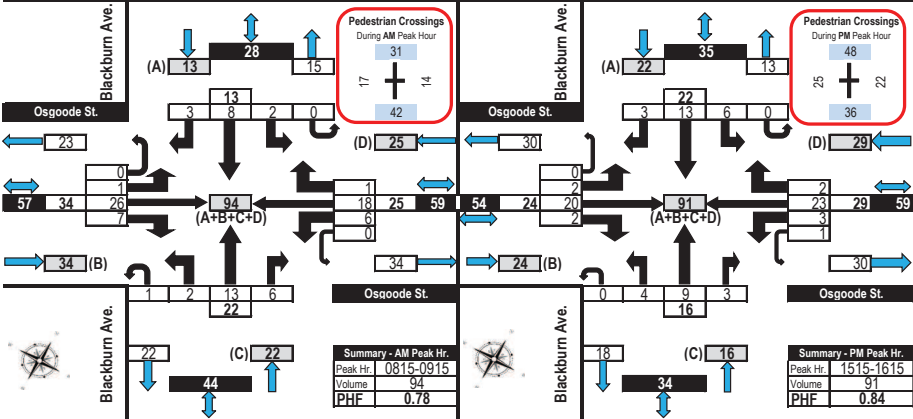 Blackburn Ave.
Pedestrian Crossings
During AM Peak Hour
31
17 14
42
28
(A) 13 15
13
3 8 2 0
Osgoode St.
23
(D) 25
0
1
26
7
57 34
94
(A+B+C+D)
1
18
6
0
25 59
34 (B)
34
1 2 13 6
22
Osgoode St.
Blackburn Ave.
22
(C) 22
44
Summary - AM Peak Hr.
Peak Hr. 0815-0915
Volume 94
PHF 0.78
Blackburn Ave.
Pedestrian Crossings
During PM Peak Hour
48
25 22
36
35
(A) 22 13
22
3 13 6 0
Osgoode St.
30
(D) 29
0
2
20
2
54 24
91
(A+B+C+D)
2
23
3
1
29 59
24 (B)
30
0 4 9 3
16
Osgoode St.
Blackburn Ave.
18
(C) 16
34
Summary - PM Peak Hr.
Peak Hr. 1515-1615
Volume 91
PHF 0.84